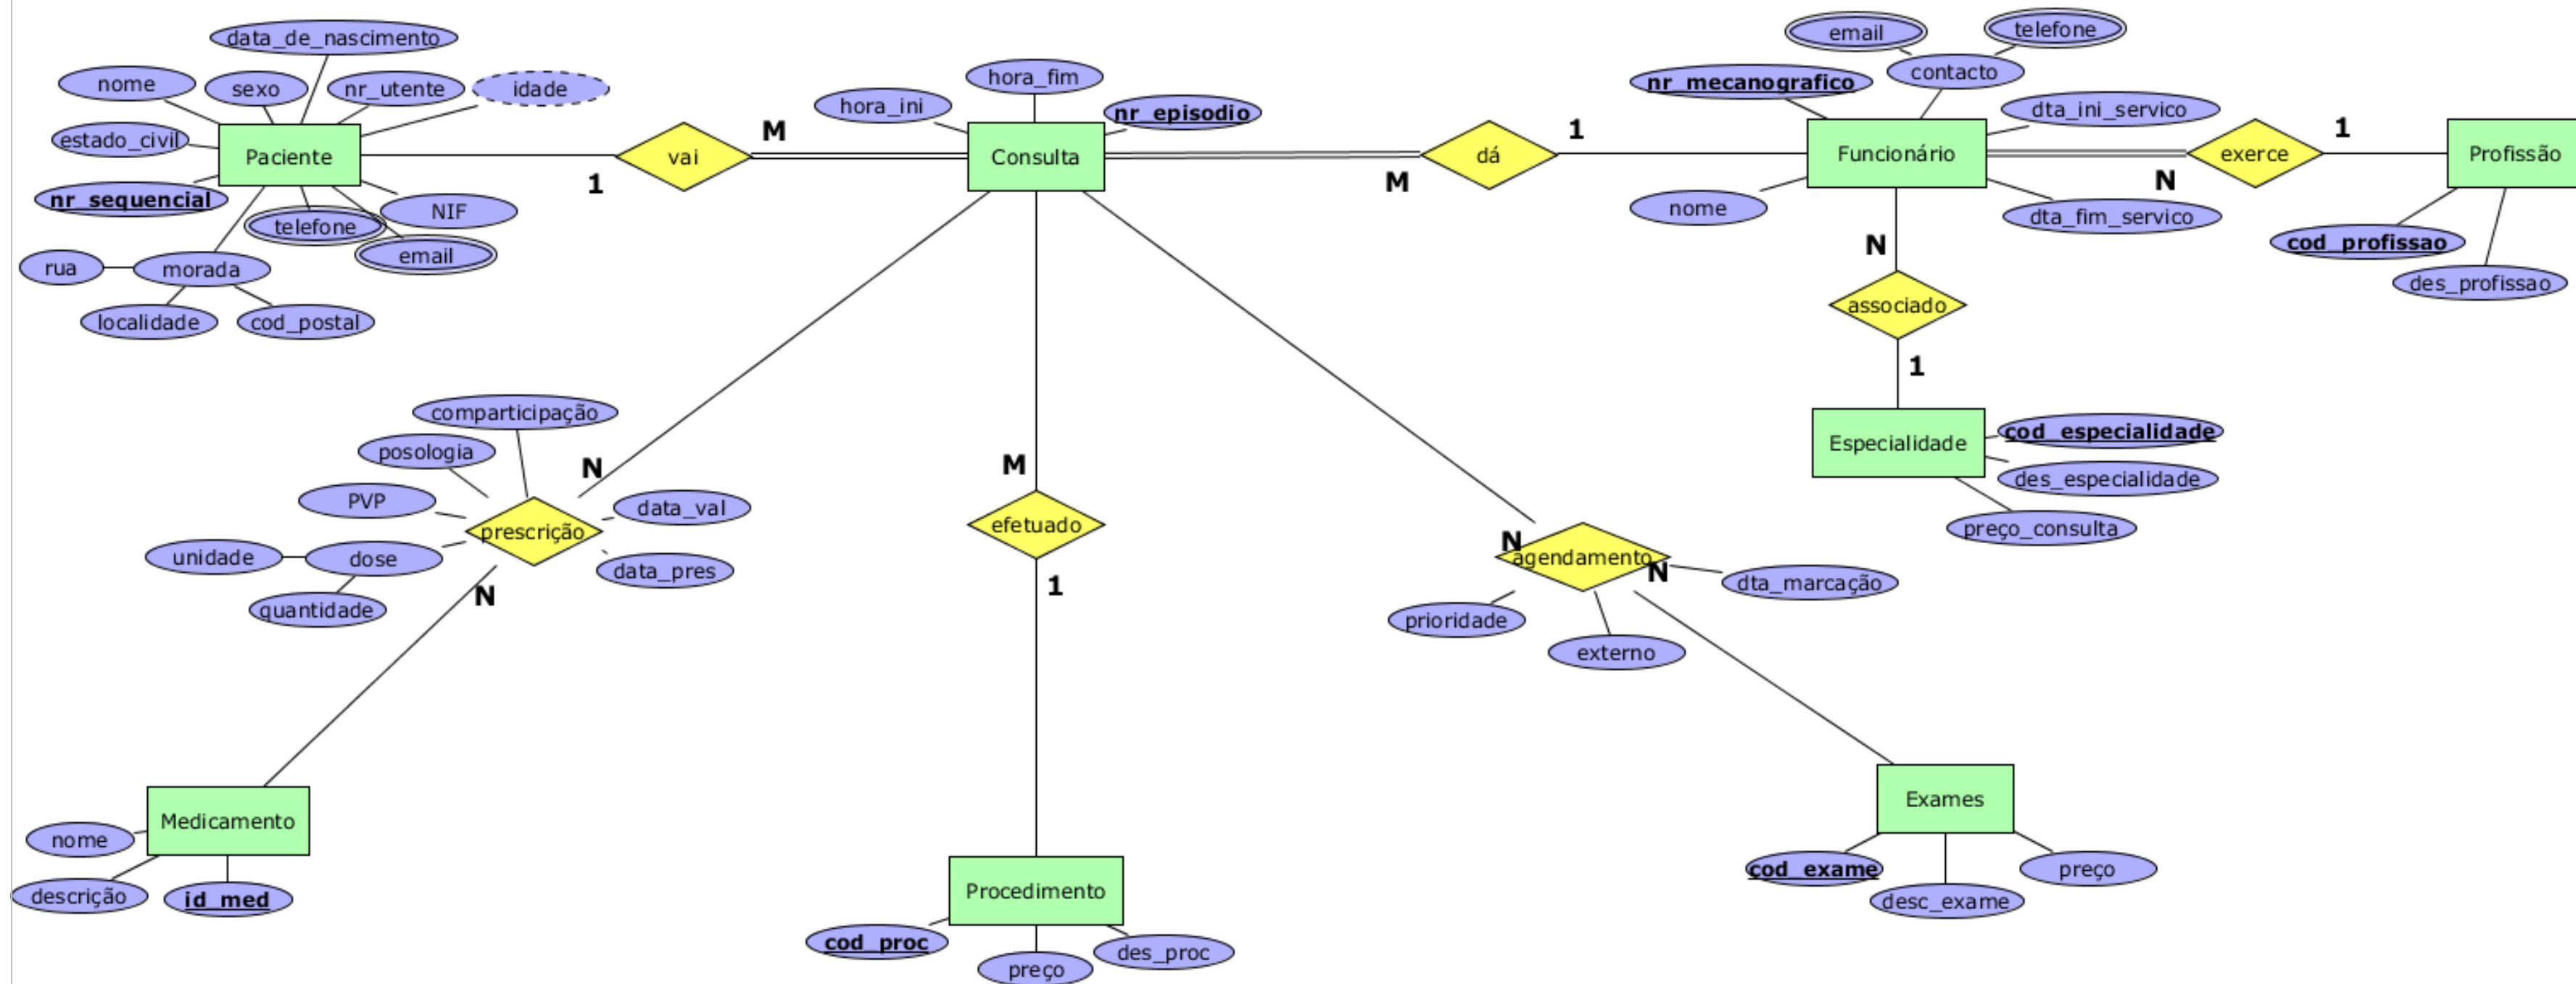 data_de_nascimento
nome
sexo
nr_utente
idade
estado_civil
Paciente
nr_sequencial
telefone
NIF
email
rua
morada
localidade
cod_postal
vai
1
M
hora_fim
hora_ini
nr_episodio
Consulta
dá
M
1
email
telefone
contacto
nr_mecanografico
dta_ini_servico
Funcionário
nome
dta_fim_servico
exerce
N
1
Profissão
cod_profissao
des_profissao
N
associado
1
Especialidade
cod_especialidade
des_especialidade
preço_consulta
comparticipação
posologia
PVP
N
prescrição
data_val
data_pres
unidade
dose
quantidade
N
M
efetuado
1
N
agendamento
N
dta_marcação
prioridade
externo
Medicamento
nome
descrição
id_med
Procedimento
cod_proc
preço
des_proc
Exames
cod_exame
desc_exame
preço